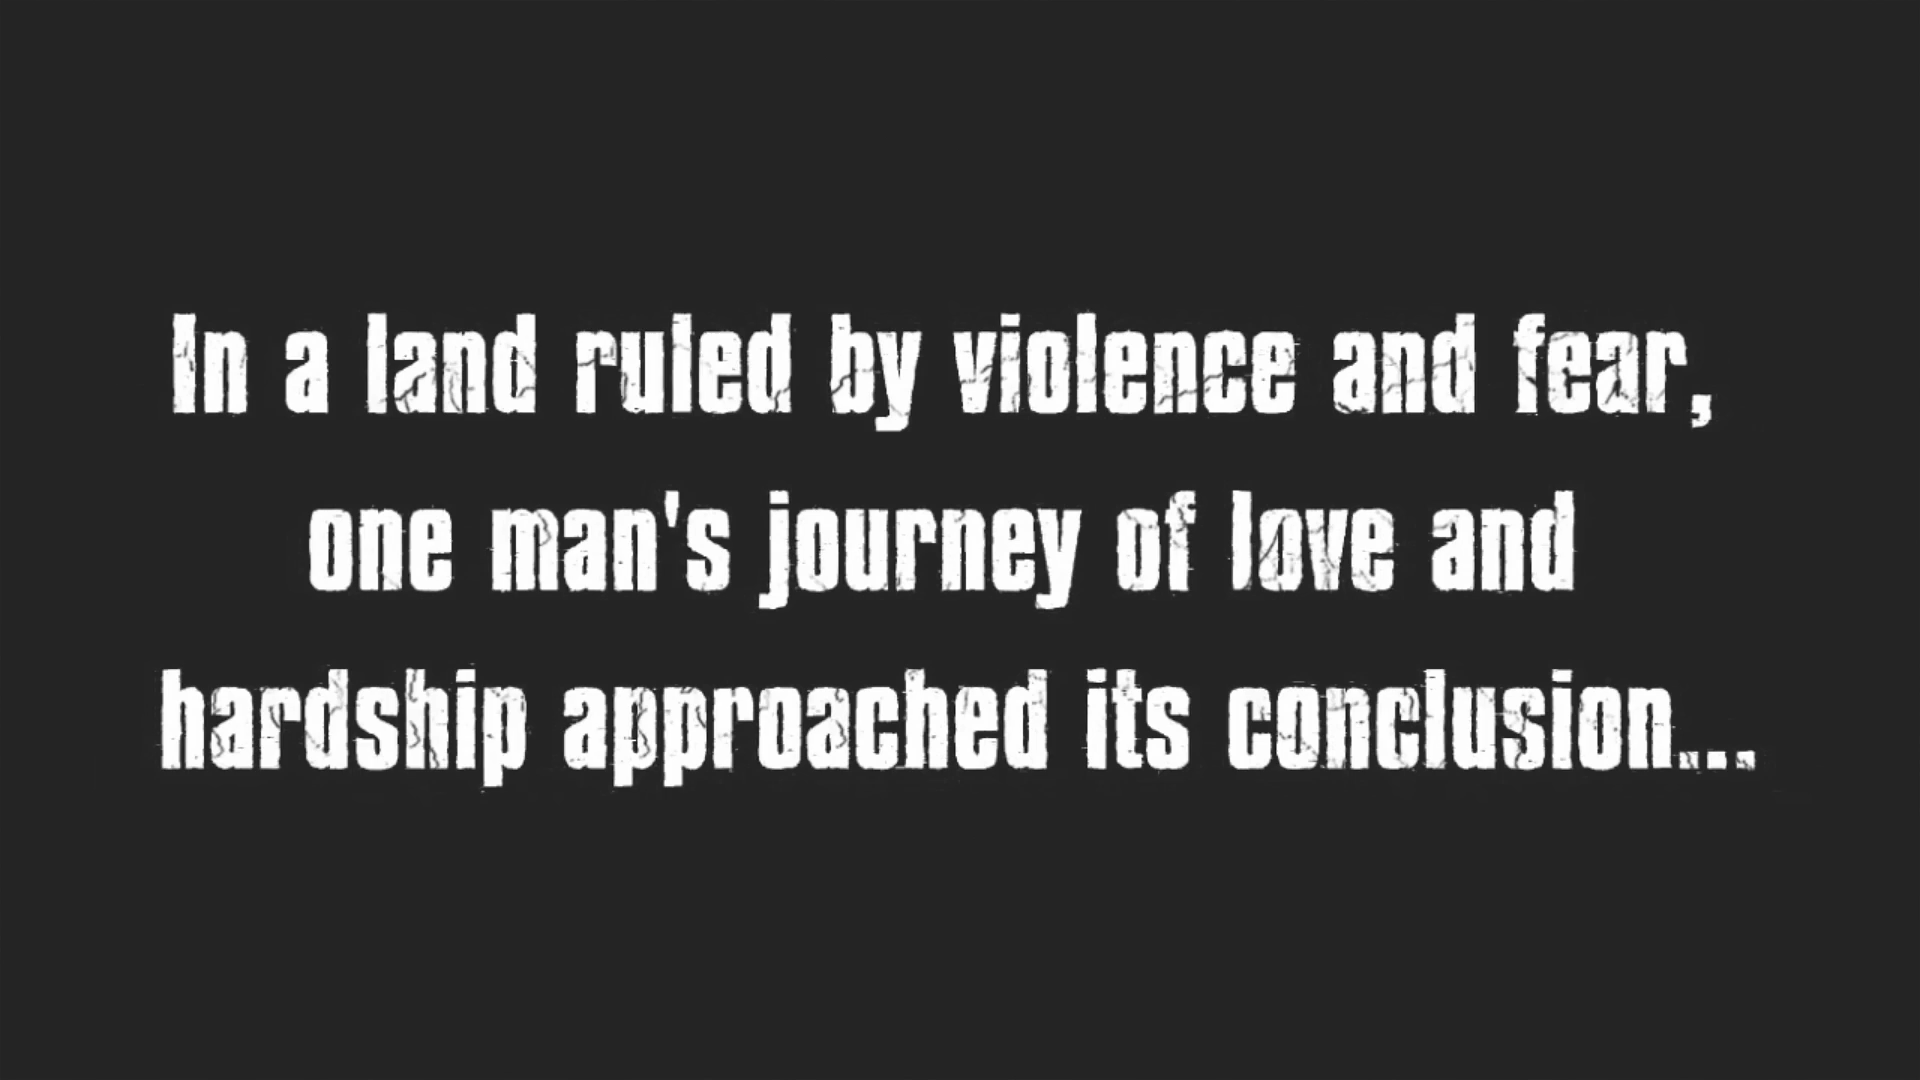 In a land ruled by violence and fear,
one man's journey of love and
hardship approached its conclusion...